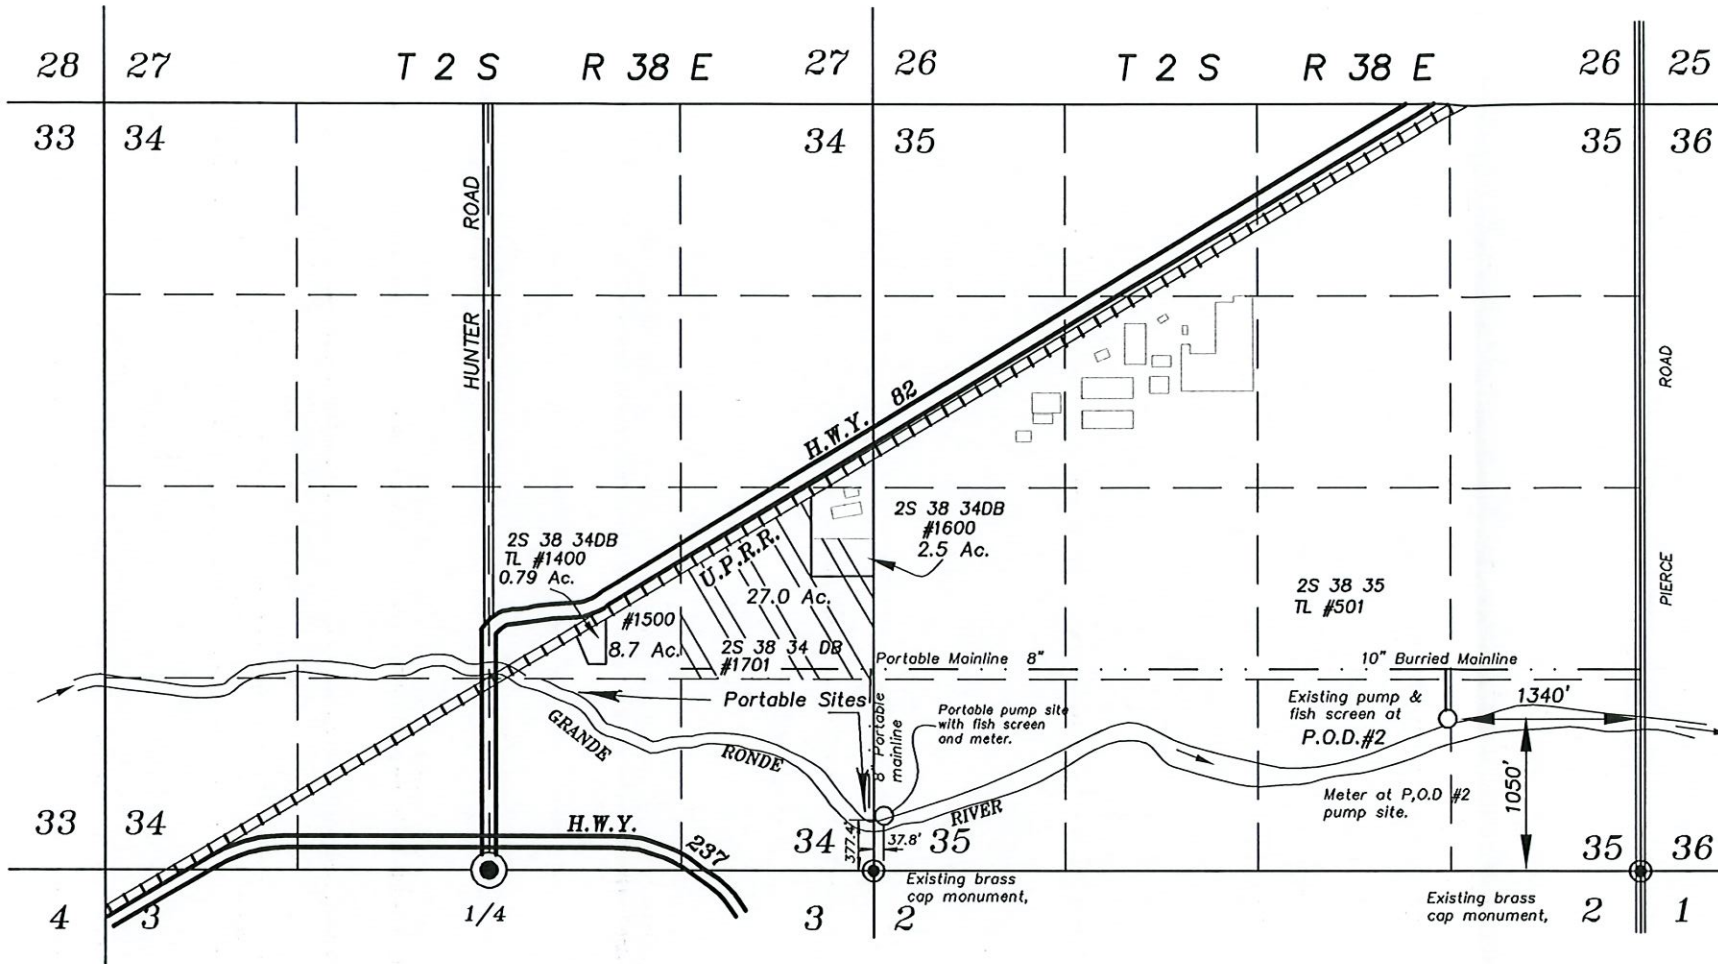 28 27 T 2 S R 38 E 27 26 T 2 S R 38 E 26 25
33 34 34 35 35 36
HUNTER ROAD
PIERCE ROAD
H.W.Y. 82
U.P.R.R.
2S 38 34DB
TL #1400
0.79 Ac.
#1500
8.7 Ac.
27.0 Ac.
2S 38 34 DB
#1701
2S 38 34DB
#1600
2.5 Ac.
2S 38 35
TL #501
Portable Mainline 8"
10" Burried Mainline
Portable Sites
8" Portable
mainline
Portable pump site
with fish screen
and meter.
Existing pump &
fish screen at
P.O.D.#2
1340'
1050'
Meter at P,O.D #2
pump site.
GRANDE RONDE RIVER
H.W.Y. 237
377.4'
37.8'
33 34 34 35 35 36
Existing brass
cap monument,
Existing brass
cap monument,
4 3 1/4 3 2 2 1